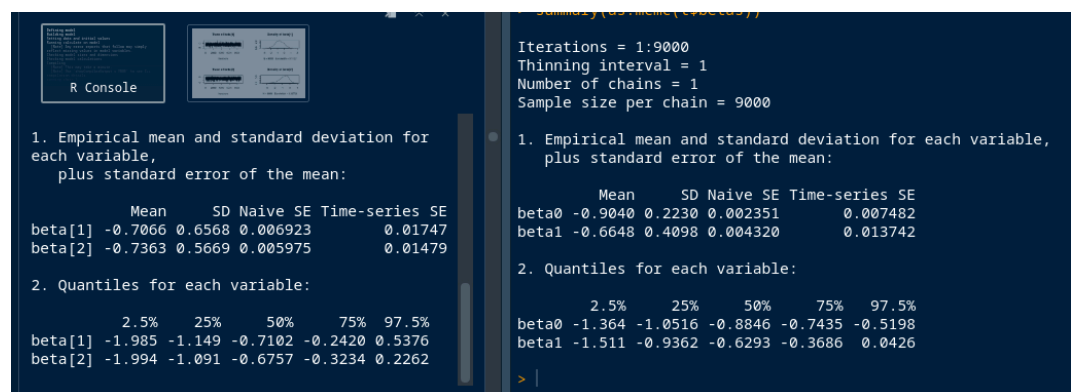 R Console
1. Empirical mean and standard deviation for
each variable,
plus standard error of the mean:
Mean SD Naive SE Time-series SE
beta[1] -0.7066 0.6568 0.006923 0.01747
beta[2] -0.7363 0.5669 0.005975 0.01479
2. Quantiles for each variable:
2.5% 25% 50% 75% 97.5%
beta[1] -1.985 -1.149 -0.7102 -0.2420 0.5376
beta[2] -1.994 -1.091 -0.6757 -0.3234 0.2262
Iterations = 1:9000
Thinning interval = 1
Number of chains = 1
Sample size per chain = 9000
1. Empirical mean and standard deviation for each variable,
plus standard error of the mean:
Mean SD Naive SE Time-series SE
beta0 -0.9040 0.2230 0.002351 0.007482
beta1 -0.6648 0.4098 0.004320 0.013742
2. Quantiles for each variable:
2.5% 25% 50% 75% 97.5%
beta0 -1.364 -1.0516 -0.8846 -0.7435 -0.5198
beta1 -1.511 -0.9362 -0.6293 -0.3686 0.0426
>